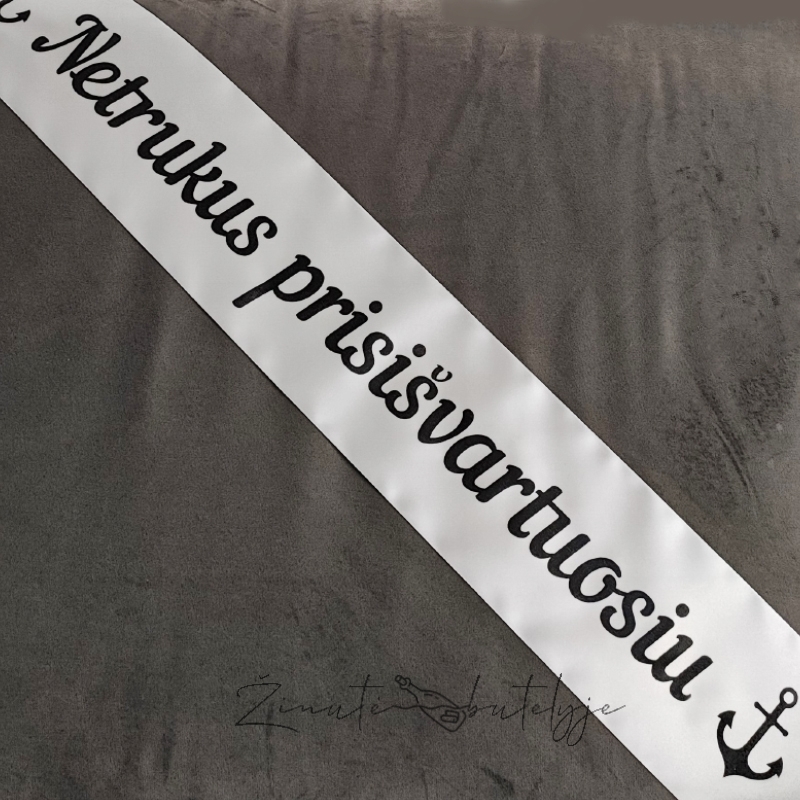 Netrukus prisišvartuosiu
Žinutė butelyje